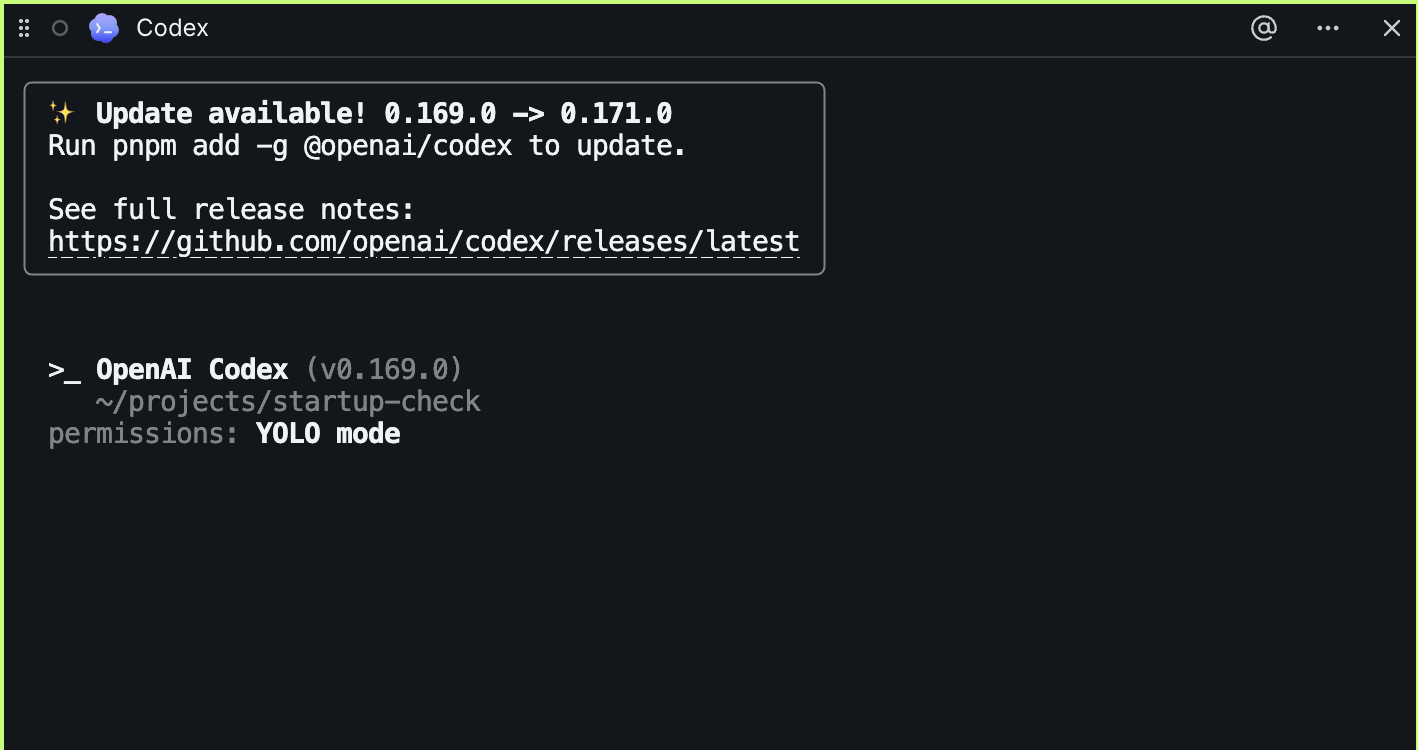 Codex
✨ Update available! 0.169.0 -> 0.171.0
Run pnpm add -g @openai/codex to update.
See full release notes:
https://github.com/openai/codex/releases/latest
>_ OpenAI Codex (v0.169.0)
~/projects/startup-check
permissions: YOLO mode